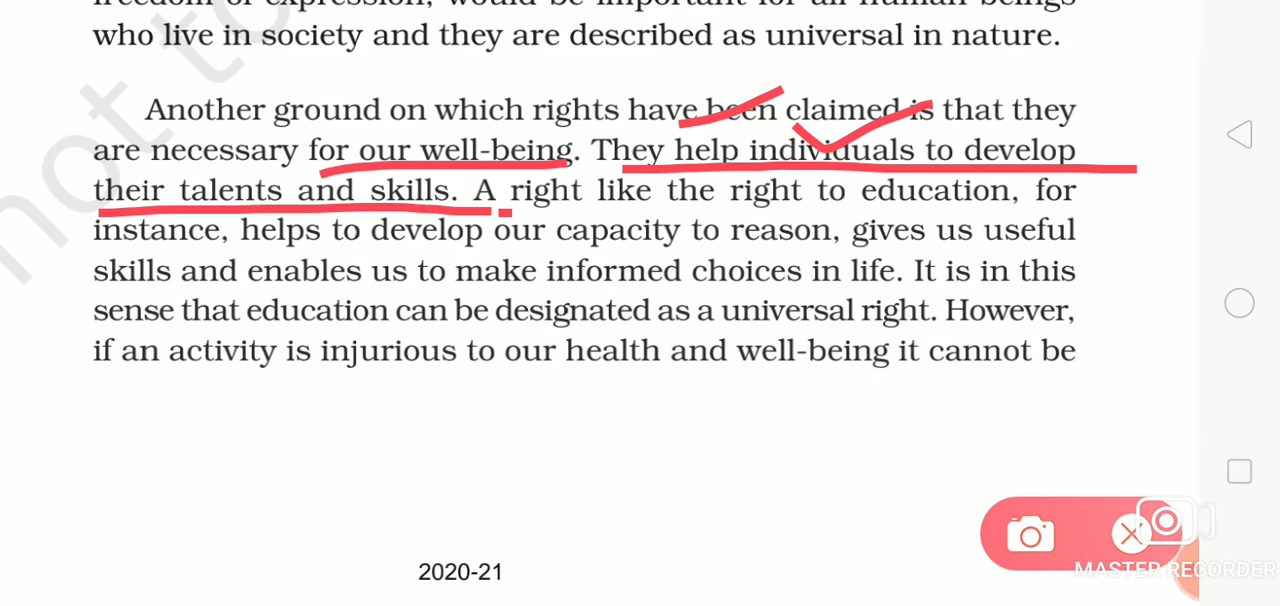 who live in society and they are described as universal in nature.
Another ground on which rights have been claimed is that they
are necessary for our well-being. They help individuals to develop
their talents and skills. A right like the right to education, for
instance, helps to develop our capacity to reason, gives us useful
skills and enables us to make informed choices in life. It is in this
sense that education can be designated as a universal right. However,
if an activity is injurious to our health and well-being it cannot be
2020-21
MASTER RECORDER
not to